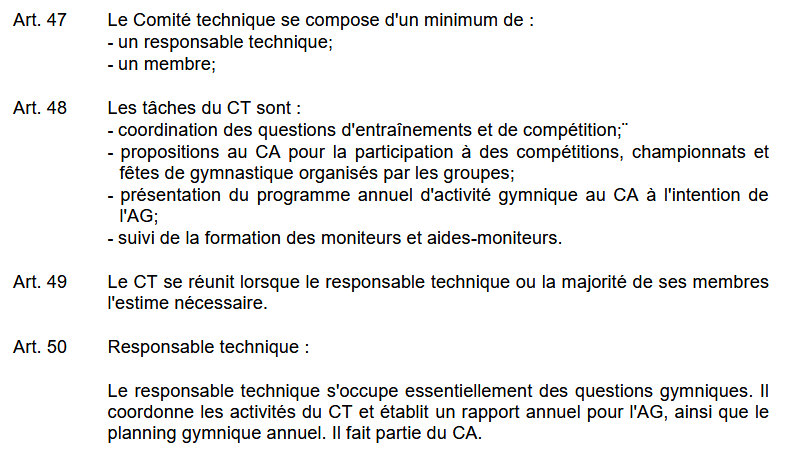 Art. 47 Le Comité technique se compose d'un minimum de :
- un responsable technique;
- un membre;
Art. 48 Les tâches du CT sont :
- coordination des questions d'entraînements et de compétition;¨
- propositions au CA pour la participation à des compétitions, championnats et
fêtes de gymnastique organisés par les groupes;
- présentation du programme annuel d'activité gymnique au CA à l'intention de
l'AG;
- suivi de la formation des moniteurs et aides-moniteurs.
Art. 49 Le CT se réunit lorsque le responsable technique ou la majorité de ses membres
l'estime nécessaire.
Art. 50 Responsable technique :
Le responsable technique s'occupe essentiellement des questions gymniques. Il
coordonne les activités du CT et établit un rapport annuel pour l'AG, ainsi que le
planning gymnique annuel. Il fait partie du CA.